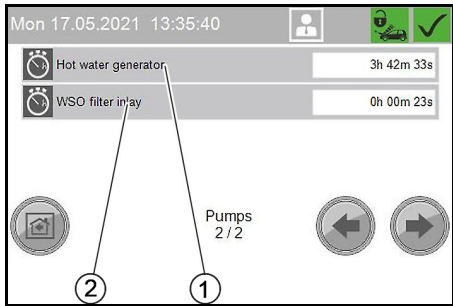 Mon 17.05.2021 13:35:40
Hot water generator 3h 42m 33s
WSO filter inlay 0h 00m 23s
Pumps
2 / 2
2 1